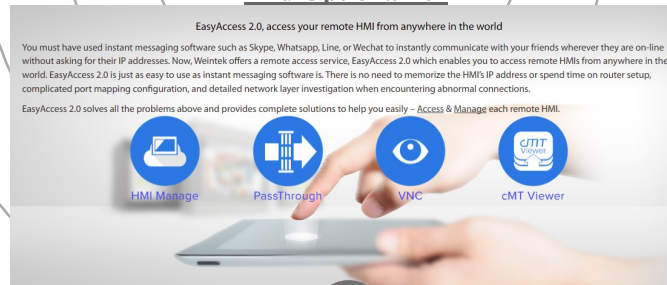 EasyAccess 2.0, access your remote HMI from anywhere in the world
You must have used instant messaging software such as Skype, Whatsapp, Line, or Wechat to instantly communicate with your friends wherever they are on-line
without asking for their IP addresses. Now, Weintek offers a remote access service, EasyAccess 2.0 which enables you to access remote HMIs from anywhere in the
world. EasyAccess 2.0 is just as easy to use as instant messaging software is. There is no need to memorize the HMI's IP address or spend time on router setup,
complicated port mapping configuration, and detailed network layer investigation when encountering abnormal connections.
EasyAccess 2.0 solves all the problems above and provides complete solutions to help you easily – Access & Manage each remote HMI.
cMT
Viewer
HMI Manage PassThrough VNC cMT Viewer